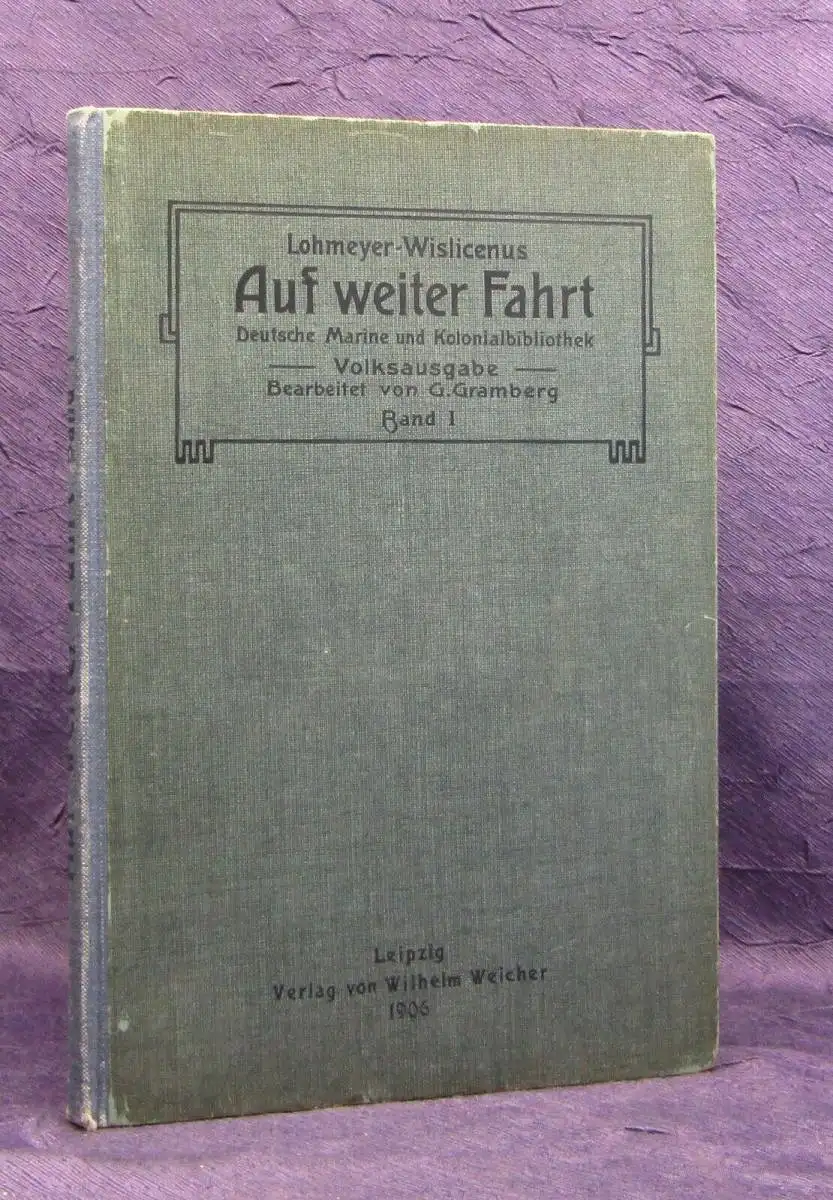 Lohmeyer-Wislicenus
Auf weiter Fahrt
Deutsche Marine und Kolonialbibliothek
Volksausgabe
Bearbeitet von G. Gramberg
Band I
Leipzig
Verlag von Wilhelm Weicher
1906